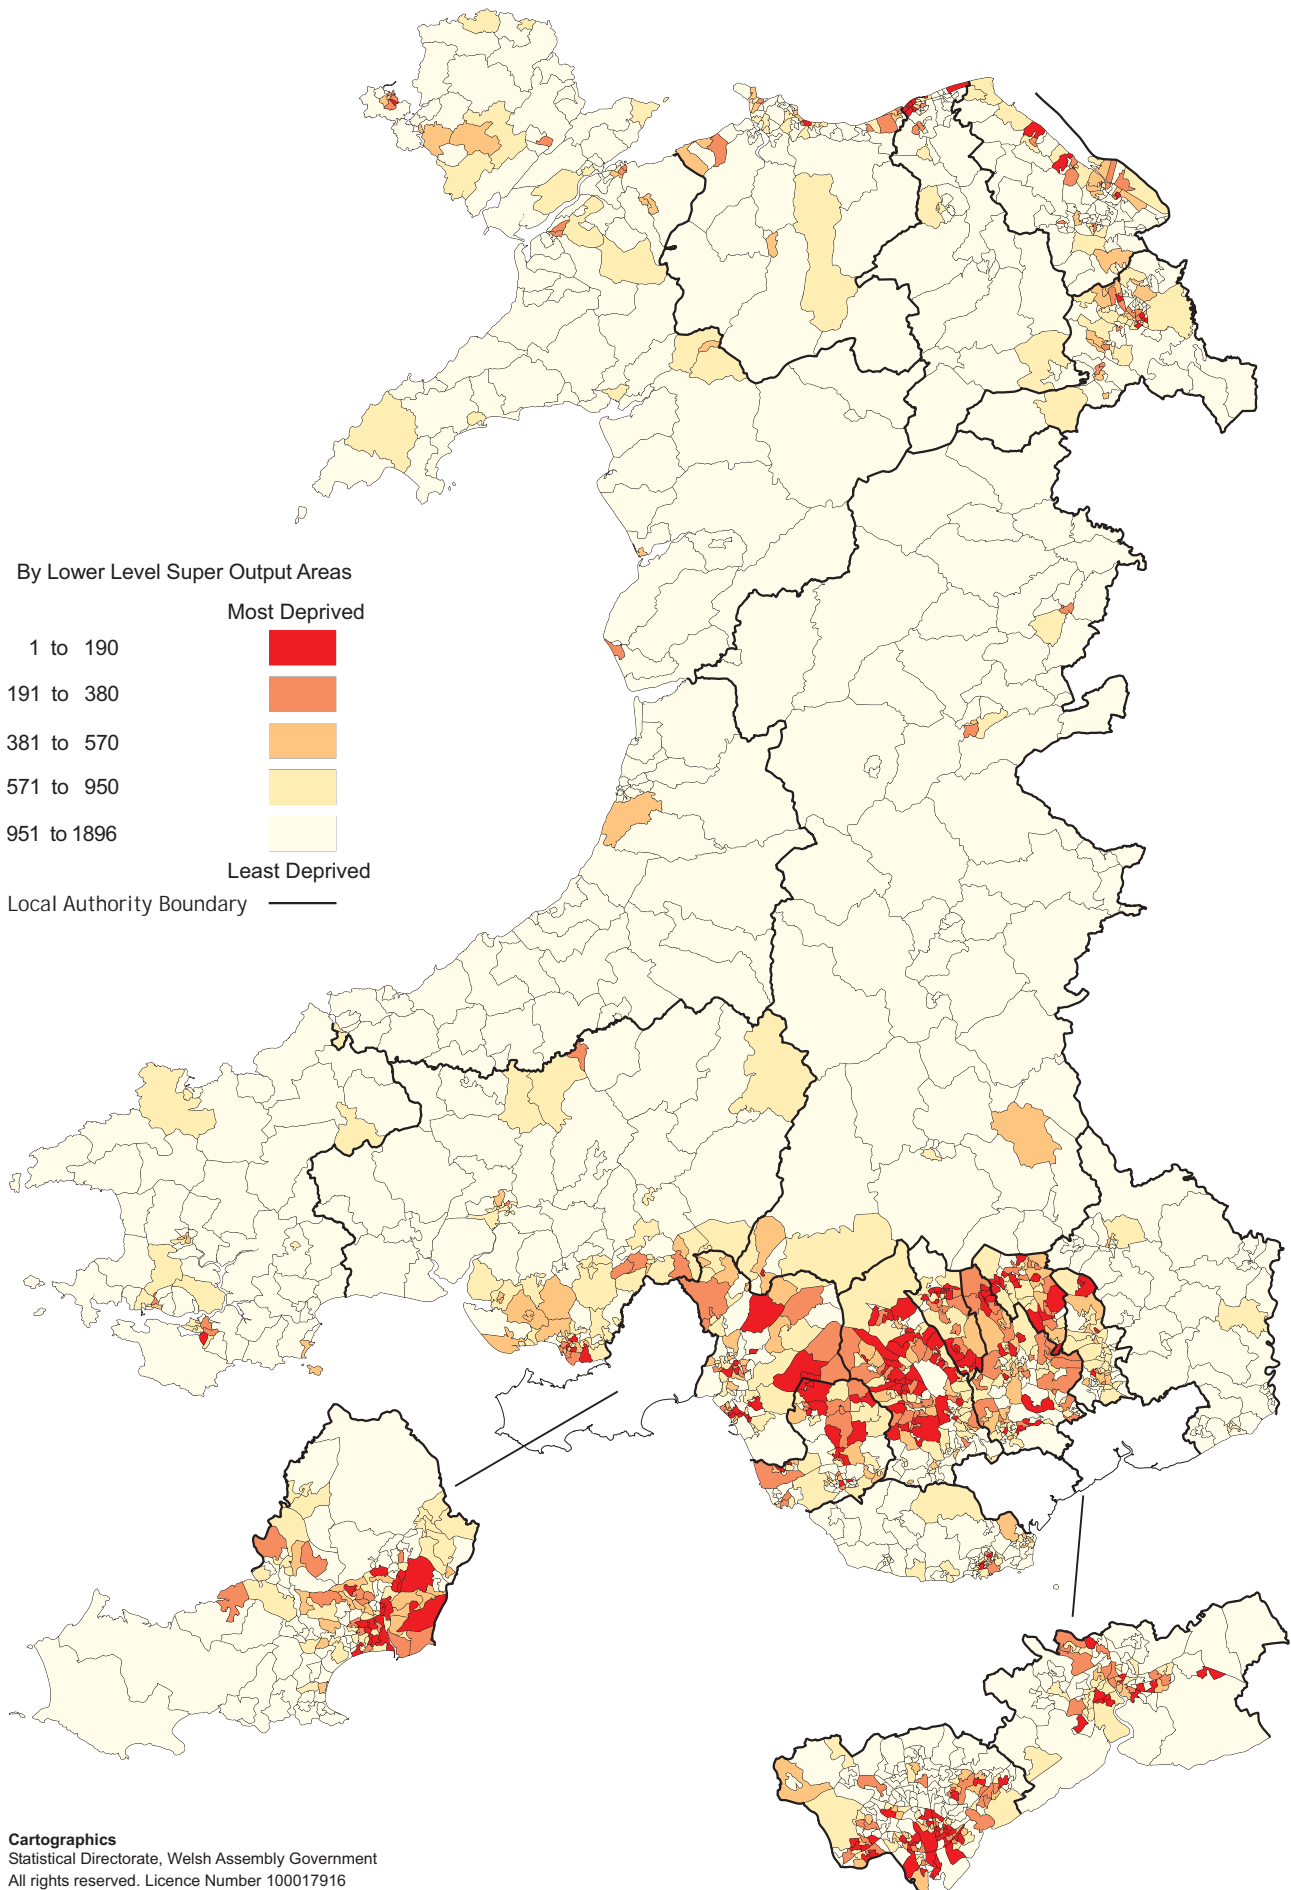 By Lower Level Super Output Areas
Most Deprived
1 to 190
191 to 380
381 to 570
571 to 950
951 to 1896
Least Deprived
Local Authority Boundary
Cartographics
Statistical Directorate, Welsh Assembly Government
All rights reserved. Licence Number 100017916